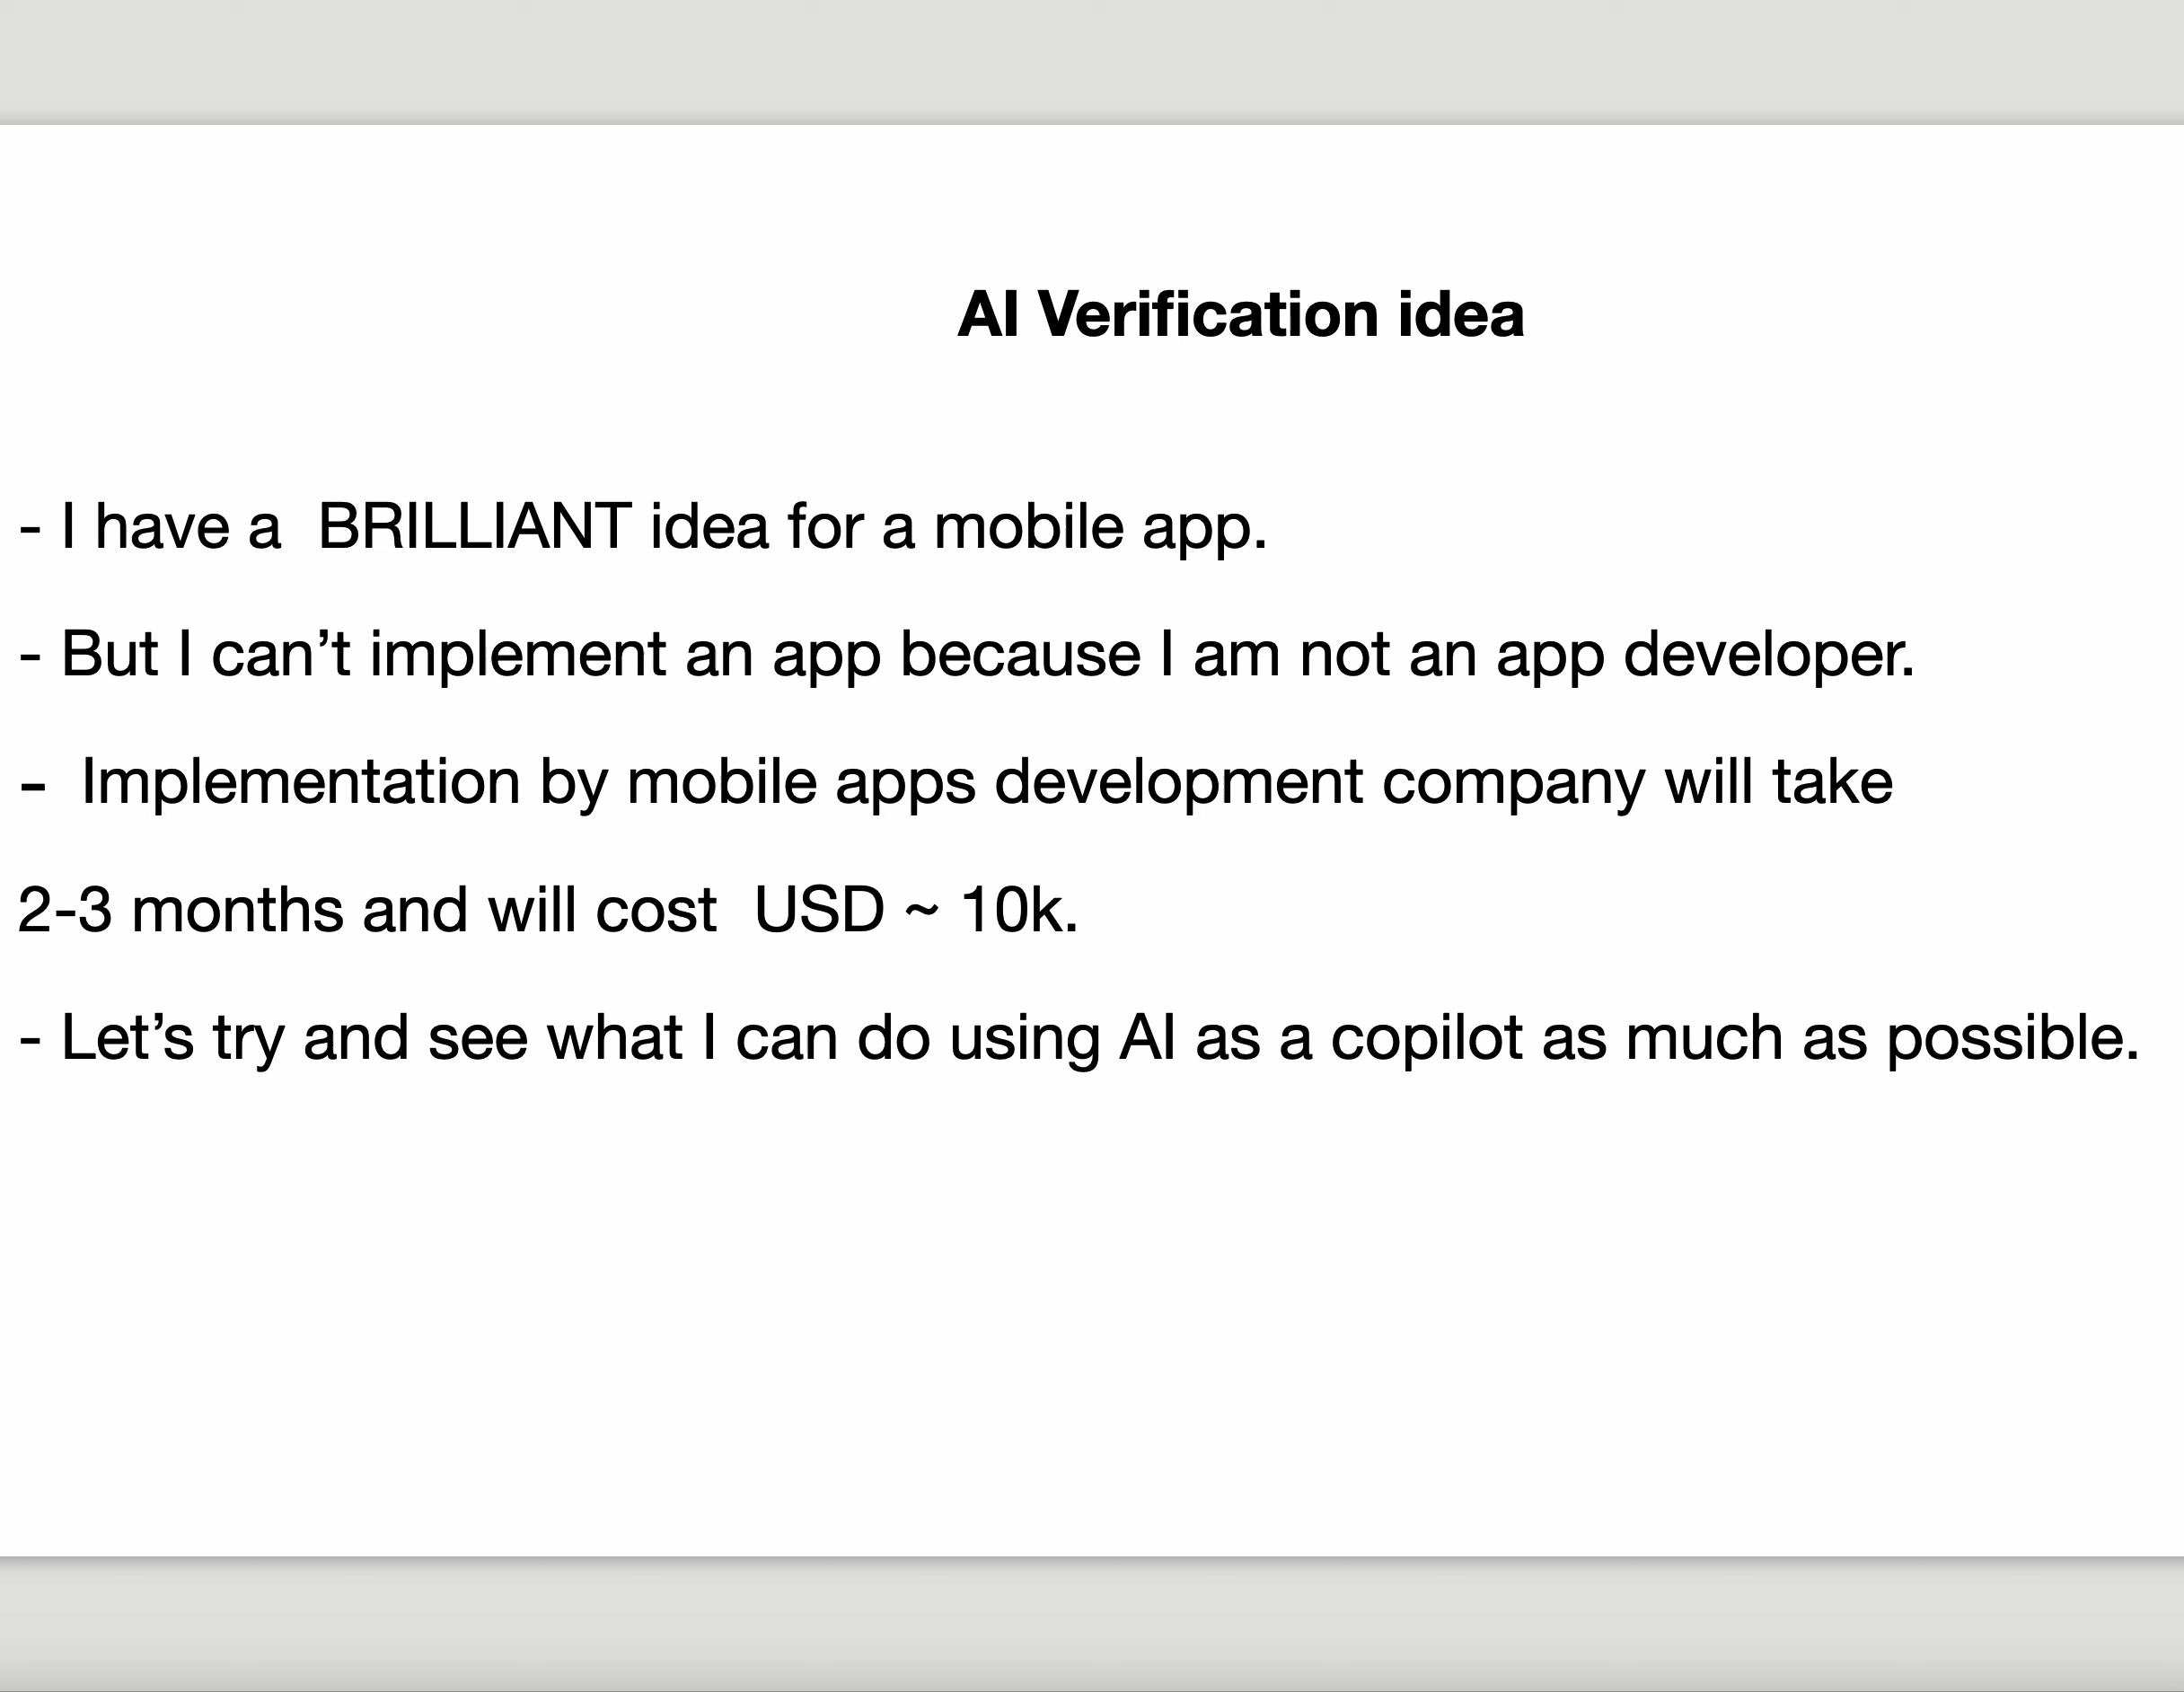 AI Verification idea
- I have a  BRILLIANT idea for a mobile app.
- But I can’t implement an app because I am not an app developer.
-  Implementation by mobile apps development company will take
2-3 months and will cost  USD ~ 10k.
- Let’s try and see what I can do using AI as a copilot as much as possible.